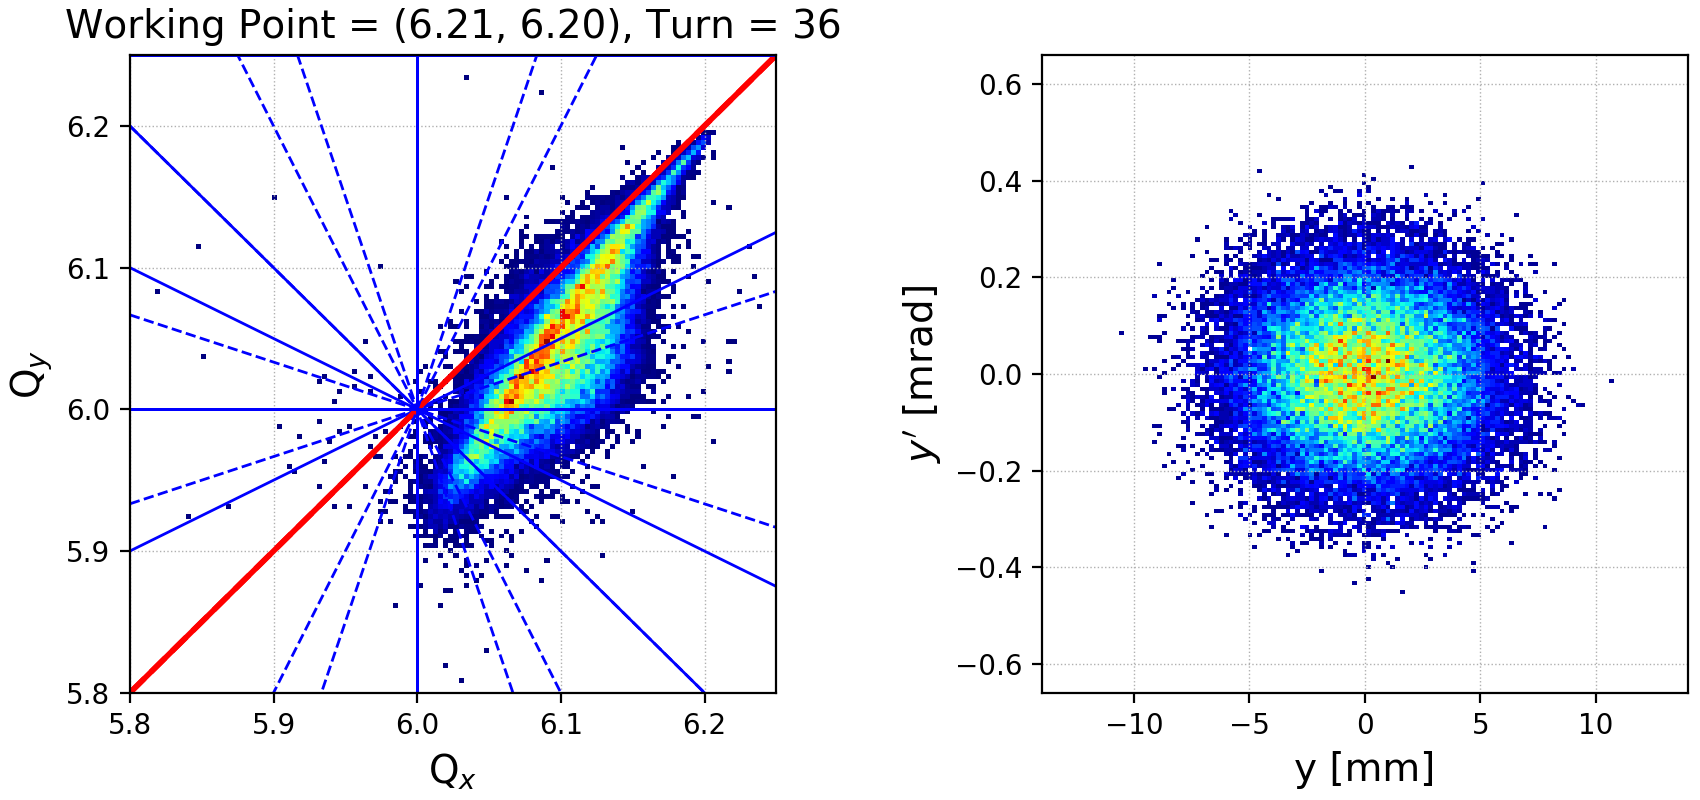 Working Point = (6.21, 6.20), Turn = 36
6.2
6.1
6.0
5.9
5.8
Q_y
5.8 5.9 6.0 6.1 6.2
Q_x
0.6
0.4
0.2
0.0
−0.2
−0.4
−0.6
y′ [mrad]
−10 −5 0 5 10
y [mm]